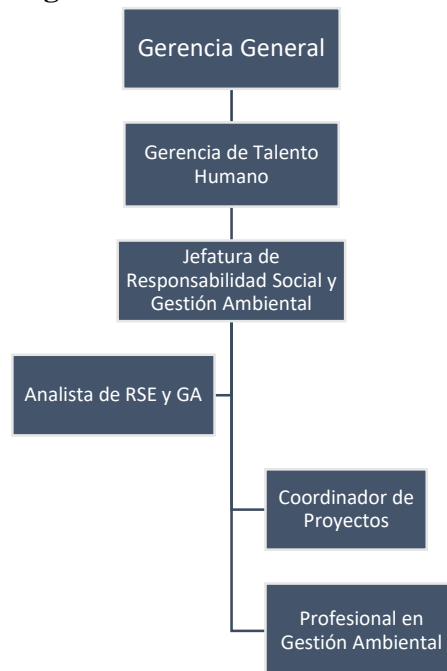 Gerencia General
Gerencia de Talento
Humano
Jefatura de
Responsabilidad Social y
Gestión Ambiental
Analista de RSE y GA
Coordinador de
Proyectos
Profesional en
Gestión Ambiental